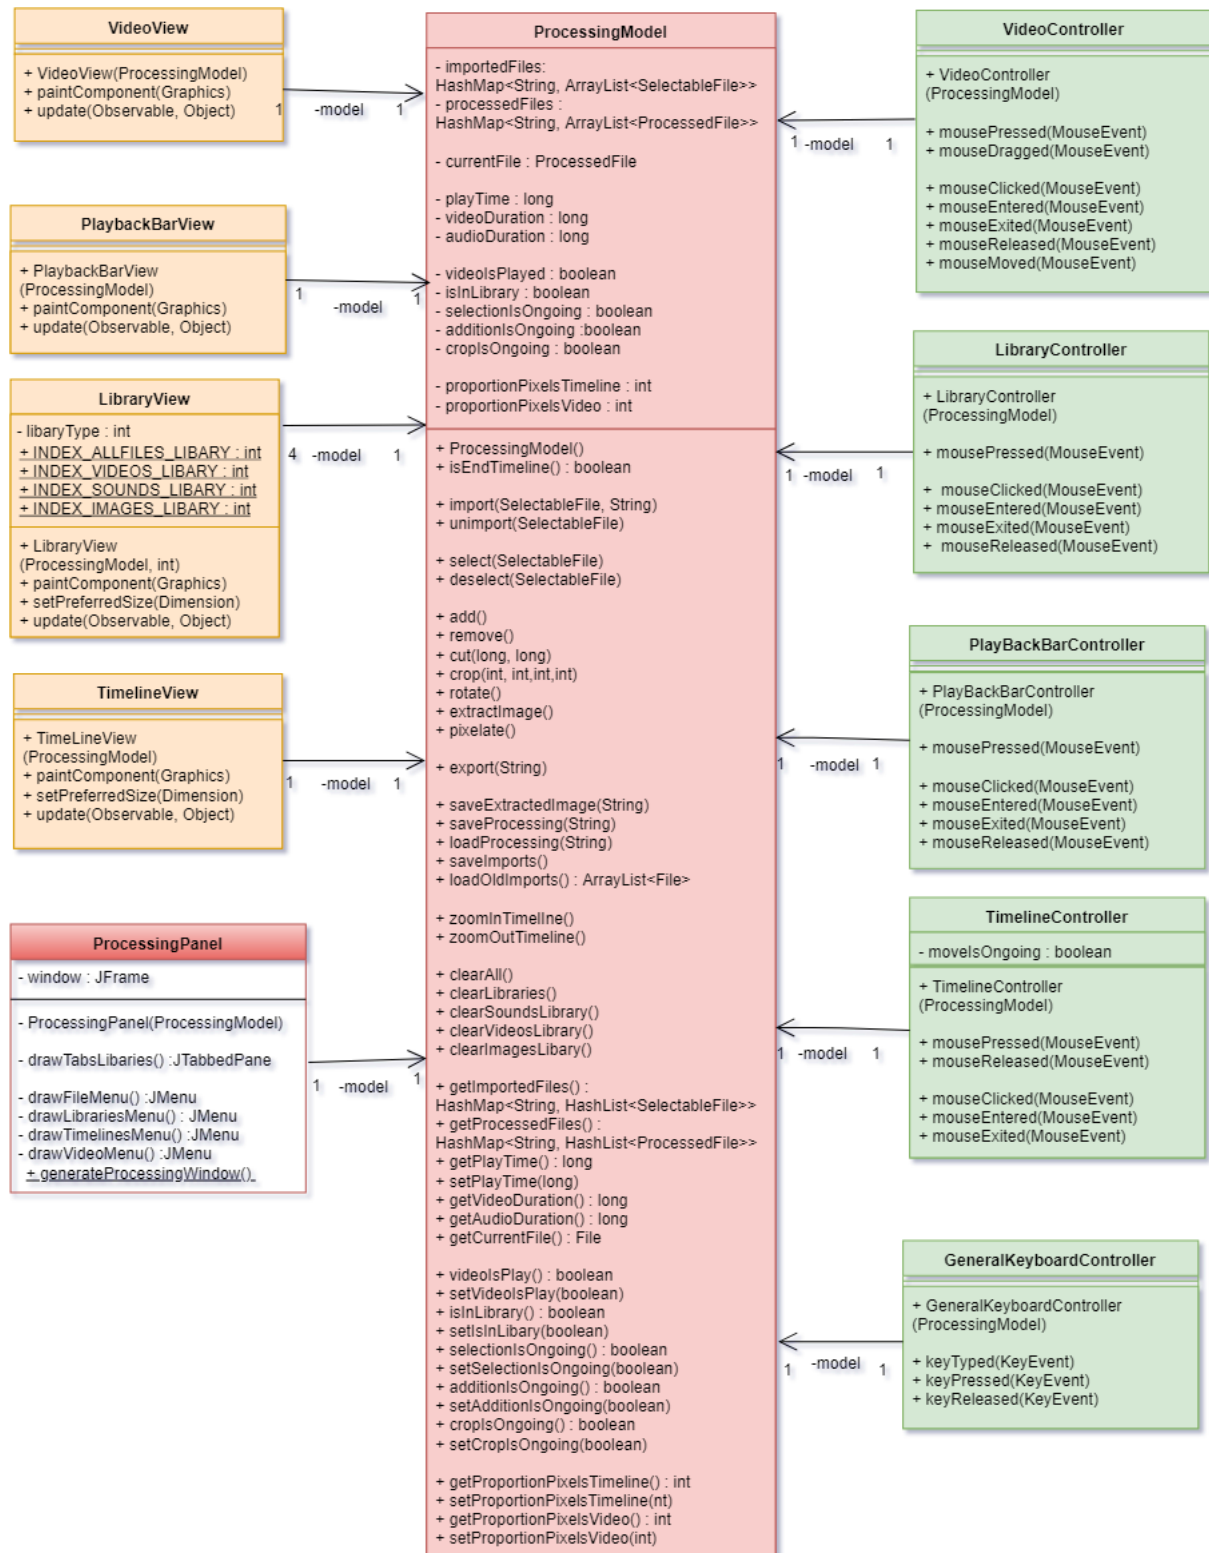 VideoView
+ VideoView(ProcessingModel)
+ paintComponent(Graphics)
+ update(Observable, Object)
1
-model
1
PlaybackBarView
+ PlaybackBarView
(ProcessingModel)
+ paintComponent(Graphics)
+ update(Observable, Object)
1
-model
1
LibraryView
- libaryType : int
+ INDEX_ALLFILES_LIBARY : int
+ INDEX_VIDEOS_LIBARY : int
+ INDEX_SOUNDS_LIBARY : int
+ INDEX_IMAGES_LIBARY : int
+ LibraryView
(ProcessingModel, int)
+ paintComponent(Graphics)
+ setPreferredSize(Dimension)
+ update(Observable, Object)
4
-model
1
TimelineView
+ TimeLineView
(ProcessingModel)
+ paintComponent(Graphics)
+ setPreferredSize(Dimension)
+ update(Observable, Object)
1
-model
1
ProcessingPanel
- window : JFrame
- ProcessingPanel(ProcessingModel)
- drawTabsLibaries() :JTabbedPane
- drawFileMenu() :JMenu
- drawLibrariesMenu() : JMenu
- drawTimelinesMenu() :JMenu
- drawVideoMenu() :JMenu
+ generateProcessingWindow()
1
-model
1
ProcessingModel
- importedFiles:
HashMap<String, ArrayList<SelectableFile>>
- processedFiles :
HashMap<String, ArrayList<ProcessedFile>>
- currentFile : ProcessedFile
- playTime : long
- videoDuration : long
- audioDuration : long
- videoIsPlayed : boolean
- isInLibrary : boolean
- selectionIsOngoing : boolean
- additionIsOngoing :boolean
- cropIsOngoing : boolean
- proportionPixelsTimeline : int
- proportionPixelsVideo : int
+ ProcessingModel()
+ isEndTimeline() : boolean
+ import(SelectableFile, String)
+ unimport(SelectableFile)
+ select(SelectableFile)
+ deselect(SelectableFile)
+ add()
+ remove()
+ cut(long, long)
+ crop(int, int,int,int)
+ rotate()
+ extractImage()
+ pixelate()
+ export(String)
+ saveExtractedImage(String)
+ saveProcessing(String)
+ loadProcessing(String)
+ saveImports()
+ loadOldImports() : ArrayList<File>
+ zoomInTimelIne()
+ zoomOutTimeline()
+ clearAll()
+ clearLibraries()
+ clearSoundsLibrary()
+ clearVideosLibrary()
+ clearImagesLibary()
+ getImportedFiles() :
HashMap<String, HashList<SelectableFile>>
+ getProcessedFiles() :
HashMap<String, HashList<ProcessedFile>>
+ getPlayTime() : long
+ setPlayTime(long)
+ getVideoDuration() : long
+ getAudioDuration() : long
+ getCurrentFile() : File
+ videoIsPlay() : boolean
+ setVideoIsPlay(boolean)
+ isInLibrary() : boolean
+ setIsInLibary(boolean)
+ selectionIsOngoing() : boolean
+ setSelectionIsOngoing(boolean)
+ additionIsOngoing() : boolean
+ setAdditionIsOngoing(boolean)
+ cropIsOngoing() : boolean
+ setCropIsOngoing(boolean)
+ getProportionPixelsTimeline() : int
+ setProportionPixelsTimeline(nt)
+ getProportionPixelsVideo() : int
+ setProportionPixelsVideo(int)
VideoController
+ VideoController
(ProcessingModel)
+ mousePressed(MouseEvent)
+ mouseDragged(MouseEvent)
+ mouseClicked(MouseEvent)
+ mouseEntered(MouseEvent)
+ mouseExited(MouseEvent)
+ mouseReleased(MouseEvent)
+ mouseMoved(MouseEvent)
1
-model
1
LibraryController
+ LibraryController
(ProcessingModel)
+ mousePressed(MouseEvent)
+ mouseClicked(MouseEvent)
+ mouseEntered(MouseEvent)
+ mouseExited(MouseEvent)
+ mouseReleased(MouseEvent)
1
-model
1
PlayBackBarController
+ PlayBackBarController
(ProcessingModel)
+ mousePressed(MouseEvent)
+ mouseClicked(MouseEvent)
+ mouseEntered(MouseEvent)
+ mouseExited(MouseEvent)
+ mouseReleased(MouseEvent)
1
-model
1
TimelineController
- moveIsOngoing : boolean
+ TimelineController
(ProcessingModel)
+ mousePressed(MouseEvent)
+ mouseReleased(MouseEvent)
+ mouseClicked(MouseEvent)
+ mouseEntered(MouseEvent)
+ mouseExited(MouseEvent)
1
-model
1
GeneralKeyboardController
+ GeneralKeyboardController
(ProcessingModel)
+ keyTyped(KeyEvent)
+ keyPressed(KeyEvent)
+ keyReleased(KeyEvent)
1
-model
1